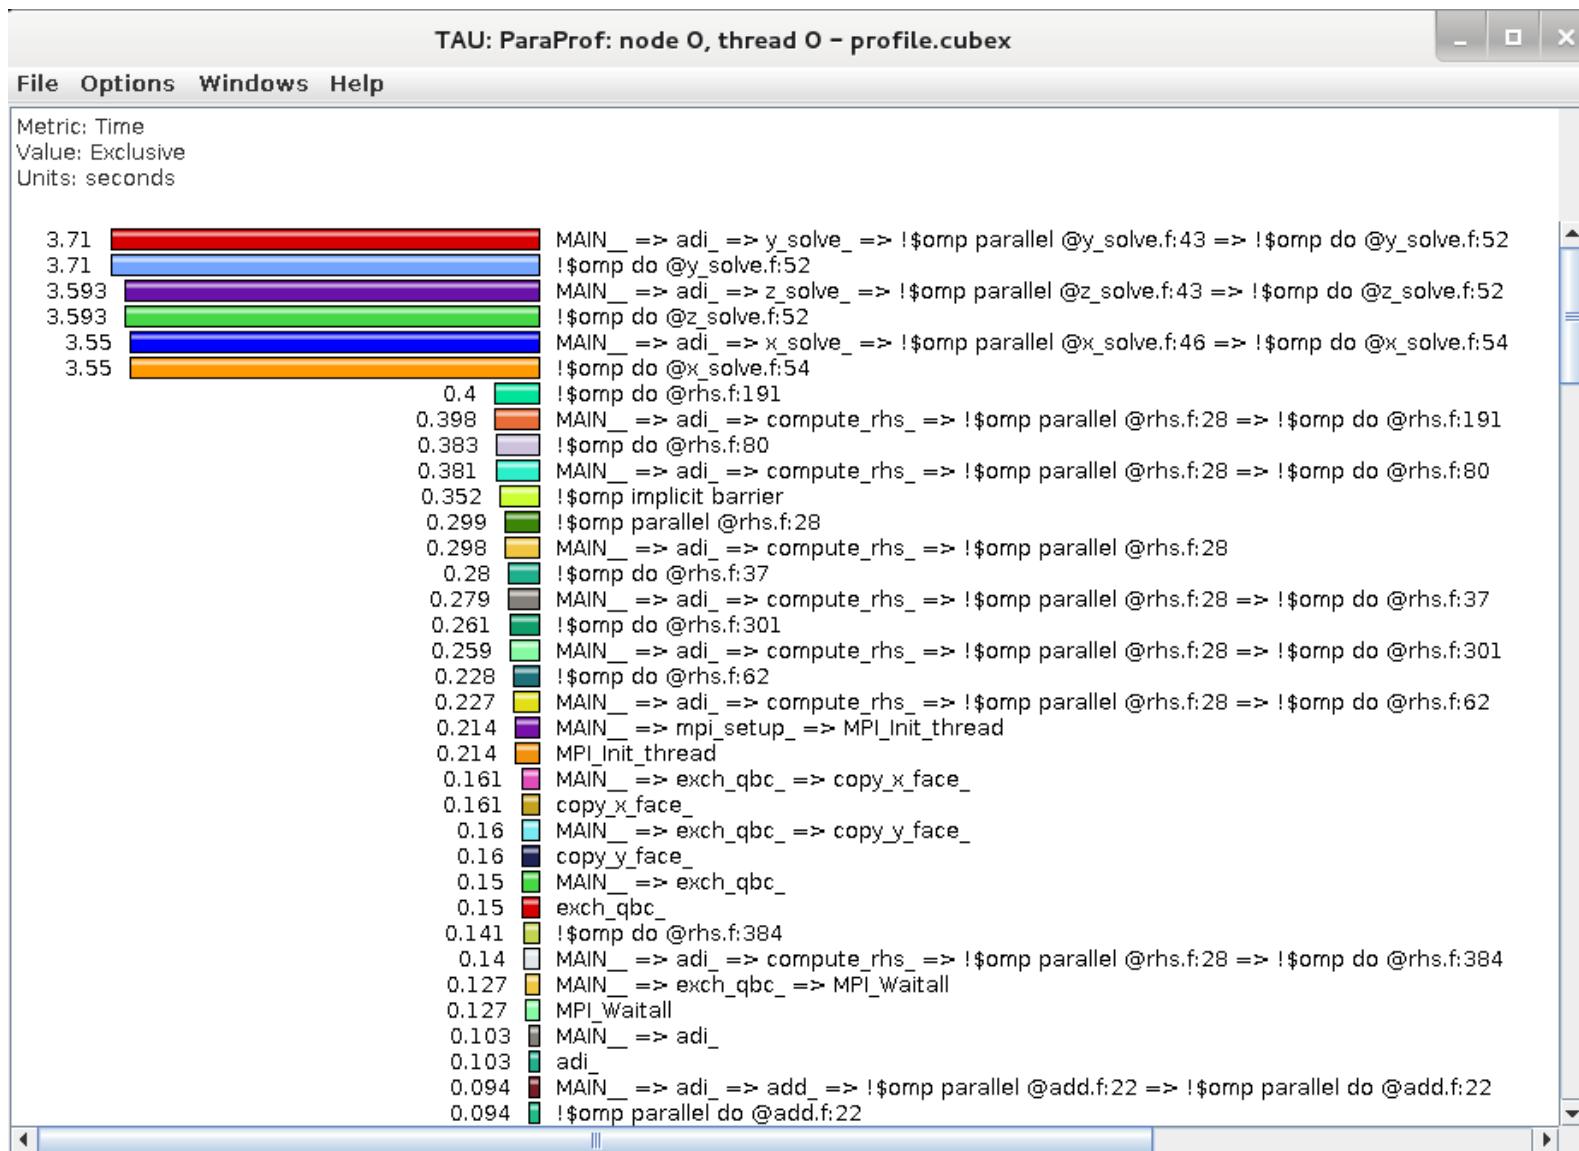 TAU: ParaProf: node 0, thread 0 - profile.cubex
File Options Windows Help
Metric: Time
Value: Exclusive
Units: seconds
3.71 MAIN__ => adi_ => y_solve_ => !$omp parallel @y_solve.f:43 => !$omp do @y_solve.f:52
3.71 !$omp do @y_solve.f:52
3.593 MAIN__ => adi_ => z_solve_ => !$omp parallel @z_solve.f:43 => !$omp do @z_solve.f:52
3.593 !$omp do @z_solve.f:52
3.55 MAIN__ => adi_ => x_solve_ => !$omp parallel @x_solve.f:46 => !$omp do @x_solve.f:54
3.55 !$omp do @x_solve.f:54
0.4 !$omp do @rhs.f:191
0.398 MAIN__ => adi_ => compute_rhs_ => !$omp parallel @rhs.f:28 => !$omp do @rhs.f:191
0.383 !$omp do @rhs.f:80
0.381 MAIN__ => adi_ => compute_rhs_ => !$omp parallel @rhs.f:28 => !$omp do @rhs.f:80
0.352 !$omp implicit barrier
0.299 !$omp parallel @rhs.f:28
0.298 MAIN__ => adi_ => compute_rhs_ => !$omp parallel @rhs.f:28
0.28 !$omp do @rhs.f:37
0.279 MAIN__ => adi_ => compute_rhs_ => !$omp parallel @rhs.f:28 => !$omp do @rhs.f:37
0.261 !$omp do @rhs.f:301
0.259 MAIN__ => adi_ => compute_rhs_ => !$omp parallel @rhs.f:28 => !$omp do @rhs.f:301
0.228 !$omp do @rhs.f:62
0.227 MAIN__ => adi_ => compute_rhs_ => !$omp parallel @rhs.f:28 => !$omp do @rhs.f:62
0.214 MAIN__ => mpi_setup_ => MPI_Init_thread
0.214 MPI_Init_thread
0.161 MAIN__ => exch_qbc_ => copy_x_face_
0.161 copy_x_face_
0.16 MAIN__ => exch_qbc_ => copy_y_face_
0.16 copy_y_face_
0.15 MAIN__ => exch_qbc_
0.15 exch_qbc_
0.141 !$omp do @rhs.f:384
0.14 MAIN__ => adi_ => compute_rhs_ => !$omp parallel @rhs.f:28 => !$omp do @rhs.f:384
0.127 MAIN__ => exch_qbc_ => MPI_Waitall
0.127 MPI_Waitall
0.103 MAIN__ => adi_
0.103 adi_
0.094 MAIN__ => adi_ => add_ => !$omp parallel @add.f:22 => !$omp parallel do @add.f:22
0.094 !$omp parallel do @add.f:22